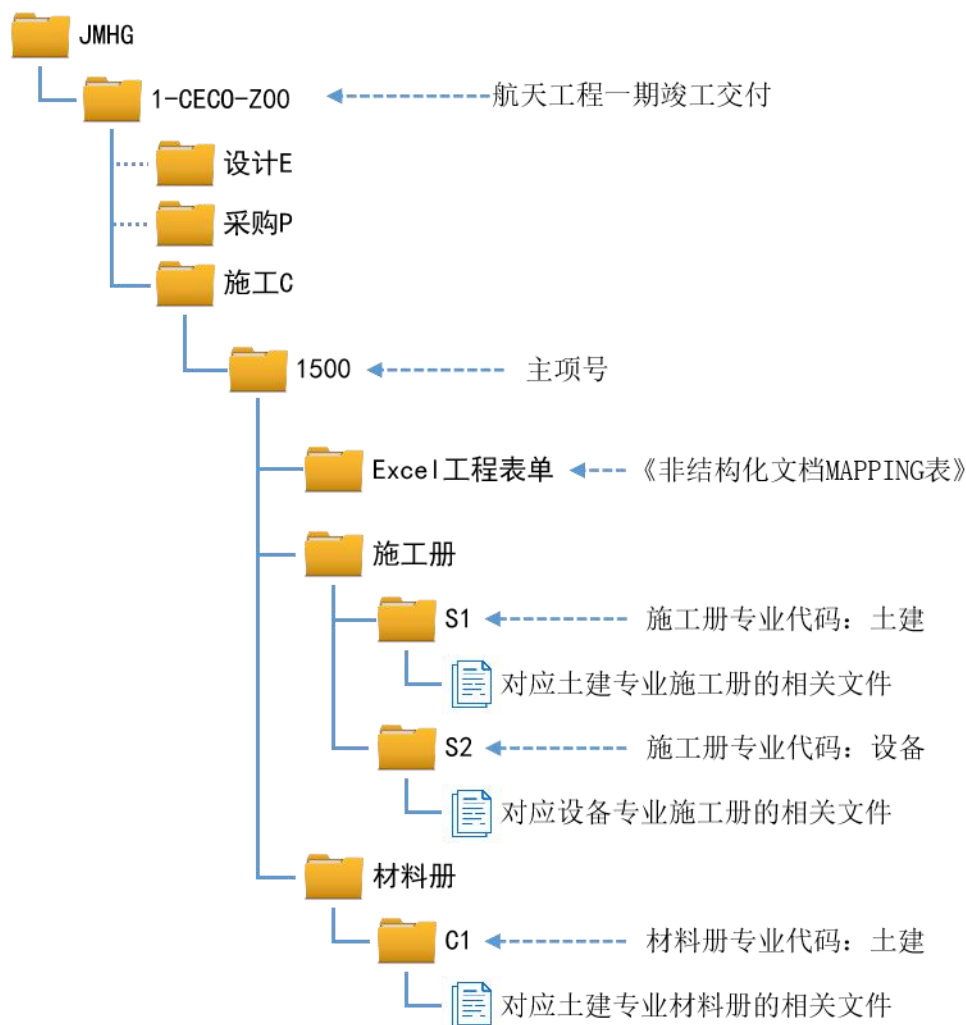 JMHG
1-CECO-Z00 航天工程一期竣工交付
设计E
采购P
施工C
1500 主项号
Excel工程表单 《非结构化文档MAPPING表》
施工册
S1 施工册专业代码：土建
对应土建专业施工册的相关文件
S2 施工册专业代码：设备
对应设备专业施工册的相关文件
材料册
C1 材料册专业代码：土建
对应土建专业材料册的相关文件